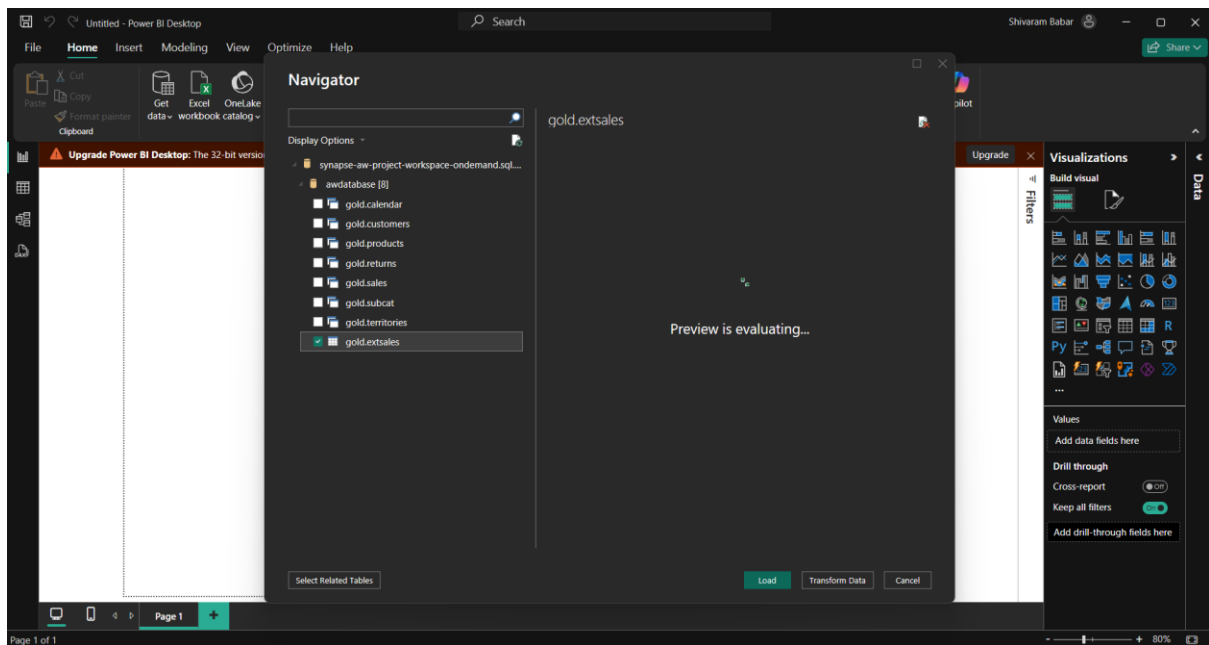 Untitled - Power BI Desktop
Search
Shivaram Babar
File Home Insert Modeling View Optimize Help
Share
Paste
Cut
Copy
Format painter
Clipboard
Get data
Excel workbook
OneLake catalog
pilot
Upgrade Power BI Desktop: The 32-bit versio
Upgrade
Navigator
Display Options
synapse-aw-project-workspace-ondemand.sql....
awdatabase [8]
gold.calendar
gold.customers
gold.products
gold.returns
gold.sales
gold.subcat
gold.territories
gold.extsales
gold.extsales
Preview is evaluating...
Select Related Tables
Load
Transform Data
Cancel
Filters
Visualizations
Build visual
123
R
Py
...
Values
Add data fields here
Drill through
Cross-report
Off
Keep all filters
On
Add drill-through fields here
Data
Page 1
Page 1 of 1
- + 80%